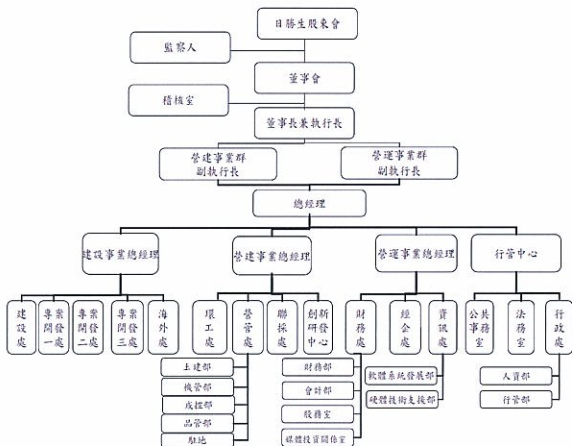 日勝生股東會
監察人
董事會
稽核室
董事長兼執行長
營建事業群
副執行長
營運事業群
副執行長
總經理
建設事業總經理
營建事業總經理
營運事業總經理
行管中心
建設處
專案開發一處
專案開發二處
專案開發三處
海外處
環工處
營管處
聯採處
創新研發中心
財務處
經企處
資訊處
公共事務室
法務室
行政處
土建部
機管部
成控部
品管部
駐地
財務部
會計部
股務室
媒體投資關係室
軟體系統發展部
硬體技術支援部
人資部
行管部